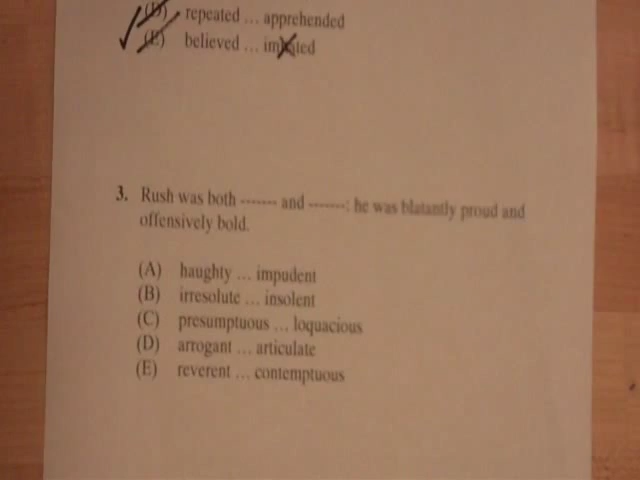 (D) repeated ... apprehended
(E) believed ...
3. Rush was both ------- and -------: he was blatantly proud and
offensively bold.
(A) haughty ... impudent
(B) irresolute ... insolent
(C) presumptuous ... loquacious
(D) arrogant ... articulate
(E) reverent ... contemptuous